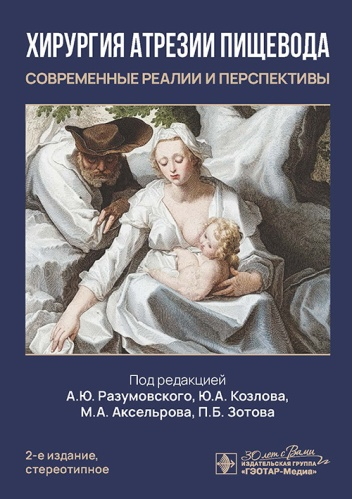 ХИРУРГИЯ АТРЕЗИИ ПИЩЕВОДА
СОВРЕМЕННЫЕ РЕАЛИИ И ПЕРСПЕКТИВЫ
Под редакцией
А.Ю. Разумовского, Ю.А. Козлова,
М.А. Аксельрова, П.Б. Зотова
2-е издание,
стереотипное
30 лет с Вами
ИЗДАТЕЛЬСКАЯ ГРУППА
«ГЭОТАР-Медиа»